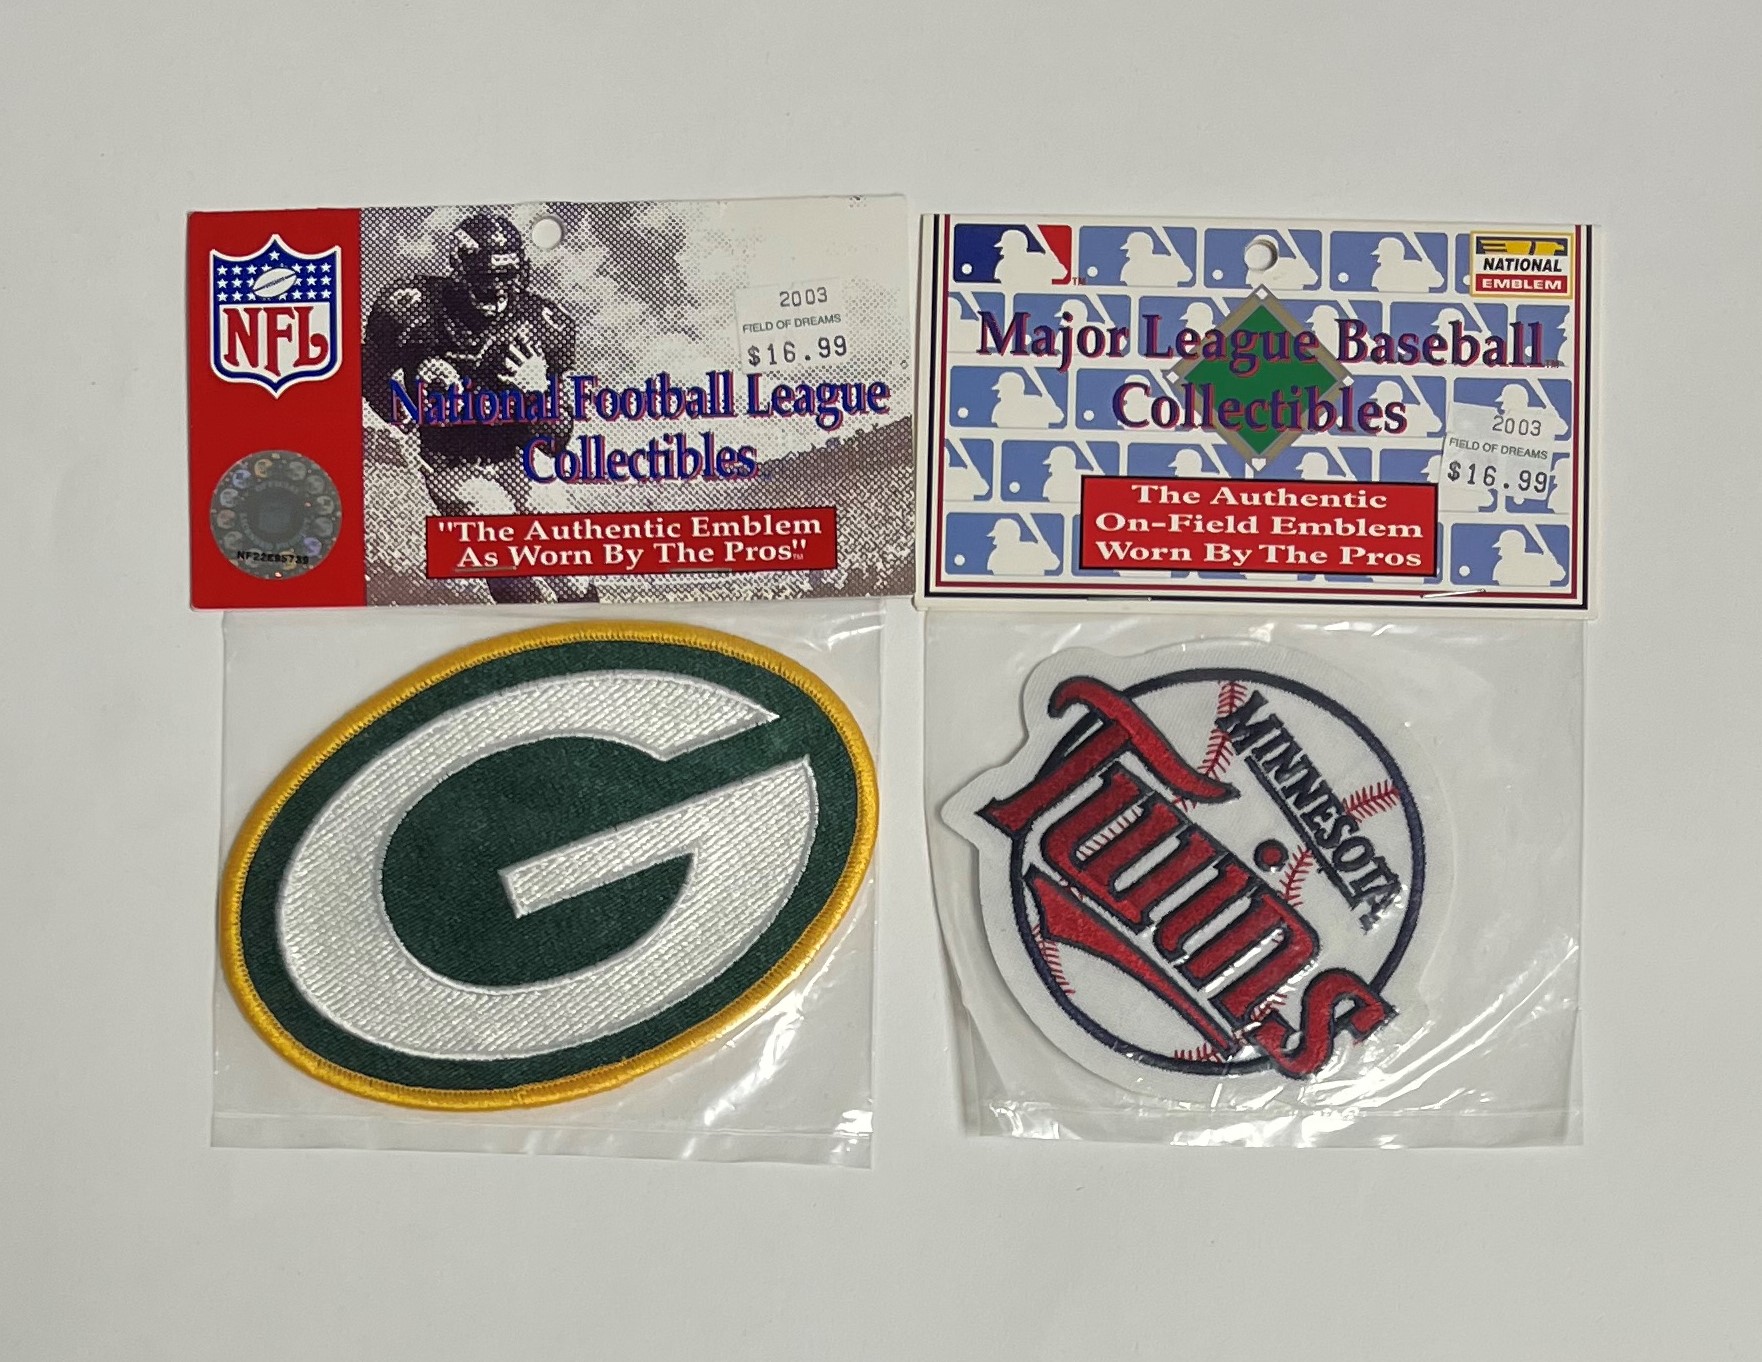 NFL
2003
FIELD OF DREAMS
$16.99
National Football League
Collectibles
"The Authentic Emblem
As Worn By The Pros"™
G
NATIONAL
EMBLEM
Major League Baseball™
Collectibles
2003
FIELD OF DREAMS
$16.99
The Authentic
On-Field Emblem
Worn By The Pros
MINNESOTA
Twins